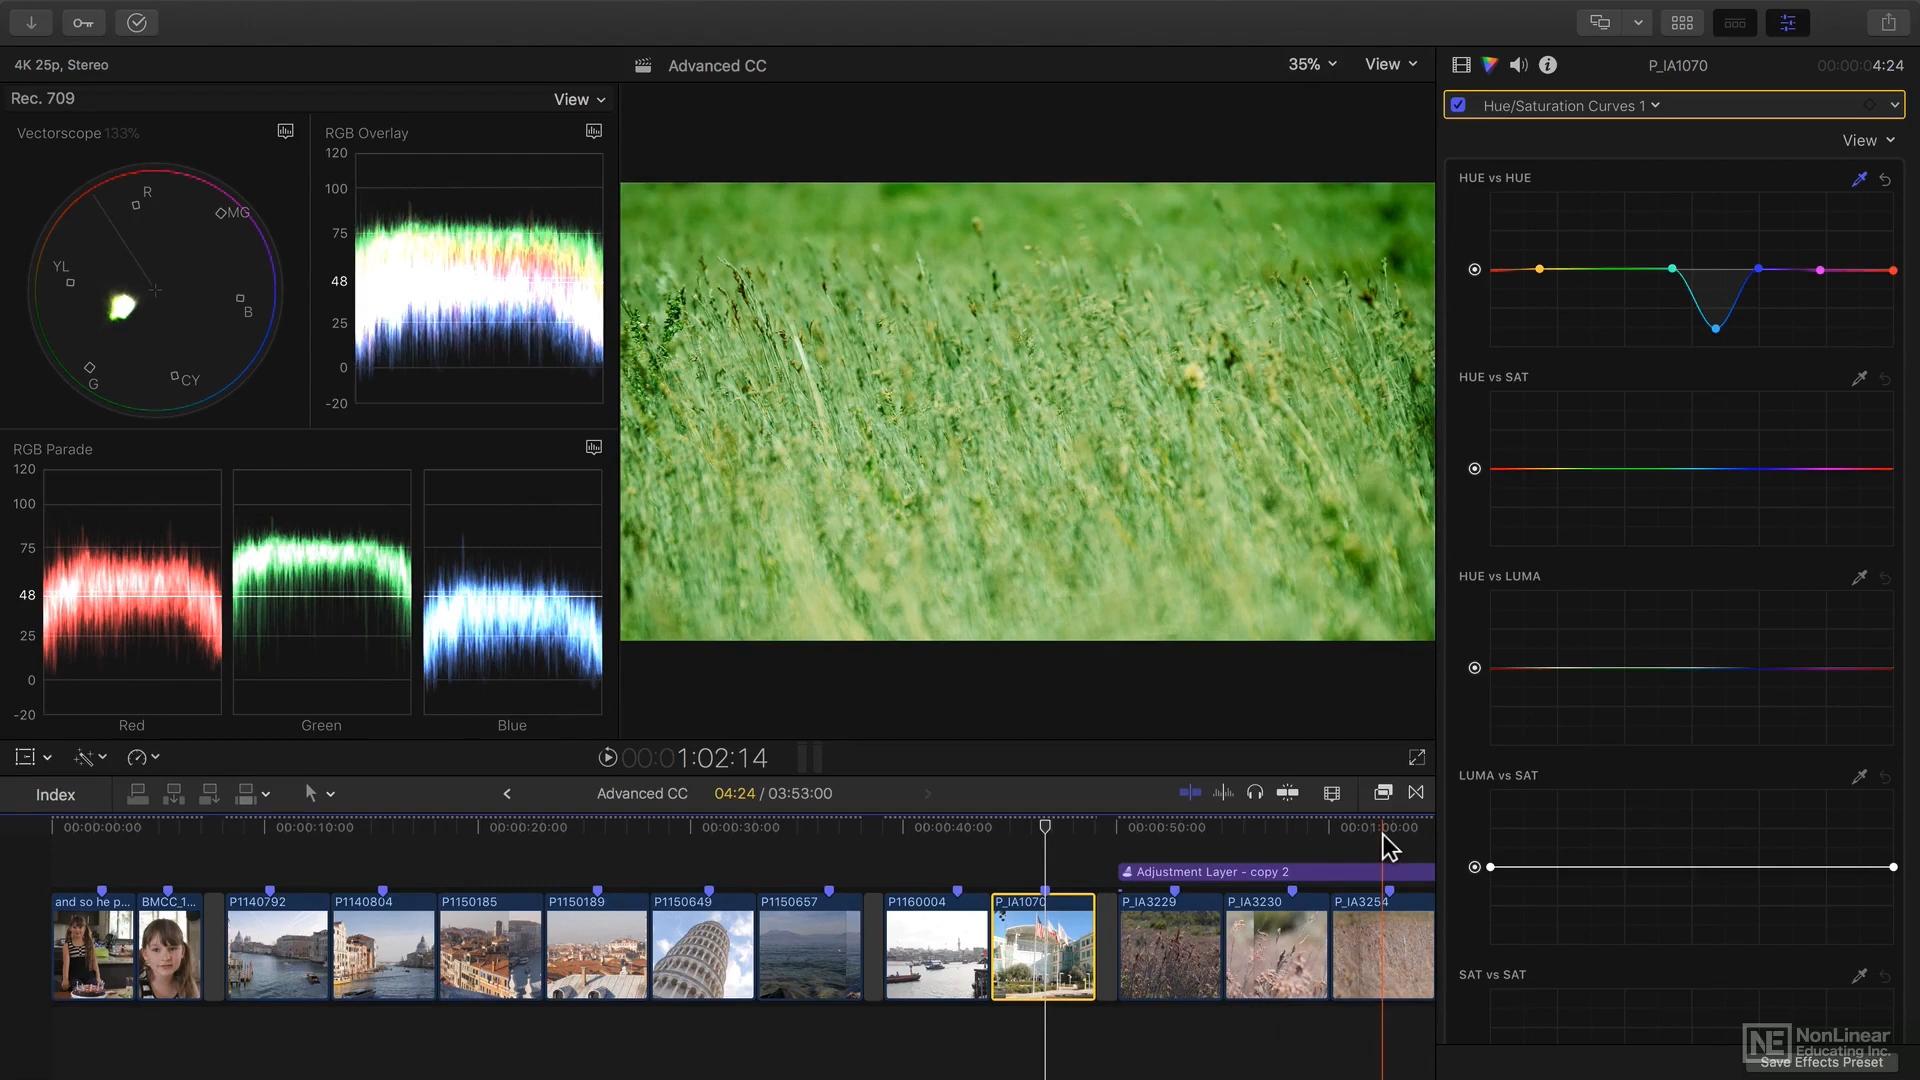 4K 25p, Stereo
Advanced CC
35%
View
P_IA1070
00:00:04:24
Rec. 709
View
Hue/Saturation Curves 1
View
Vectorscope 133%
R
MG
YL
B
G
CY
RGB Overlay
120
100
75
48
25
0
-20
RGB Parade
120
100
75
48
25
0
-20
Red
Green
Blue
HUE vs HUE
HUE vs SAT
HUE vs LUMA
LUMA vs SAT
SAT vs SAT
00:00:1:02:14
Index
Advanced CC
04:24 / 03:53:00
00:00:00:00
00:00:10:00
00:00:20:00
00:00:30:00
00:00:40:00
00:00:50:00
00:01:00:00
Adjustment Layer - copy 2
and so he p...
BMCC_1...
P1140792
P1140804
P1150185
P1150189
P1150649
P1150657
P1160004
P_IA1070
P_IA3229
P_IA3230
P_IA3254
NE NonLinear
Educating Inc.
Save Effects Preset